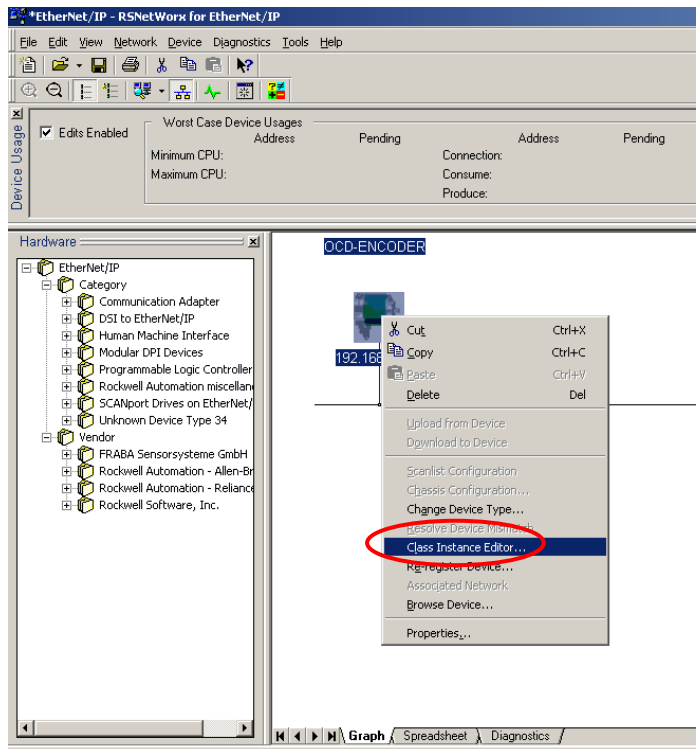 *EtherNet/IP - RSNetWorx for EtherNet/IP
File Edit View Network Device Diagnostics Tools Help
Device Usage
Edits Enabled
Worst Case Device Usages
Address Pending Address Pending
Minimum CPU: Connection:
Maximum CPU: Consume:
Produce:
Hardware
EtherNet/IP
Category
Communication Adapter
DSI to EtherNet/IP
Human Machine Interface
Modular DPI Devices
Programmable Logic Controller
Rockwell Automation miscellan
SCANport Drives on EtherNet/
Unknown Device Type 34
Vendor
FRABA Sensorsysteme GmbH
Rockwell Automation - Allen-Br
Rockwell Automation - Reliance
Rockwell Software, Inc.
OCD-ENCODER
192.168
Cut Ctrl+X
Copy Ctrl+C
Paste Ctrl+V
Delete Del
Upload from Device
Download to Device
Scanlist Configuration
Chassis Configuration...
Change Device Type...
Resolve Device Mismatch
Class Instance Editor...
Re-register Device...
Associated Network
Browse Device...
Properties...
Graph Spreadsheet Diagnostics